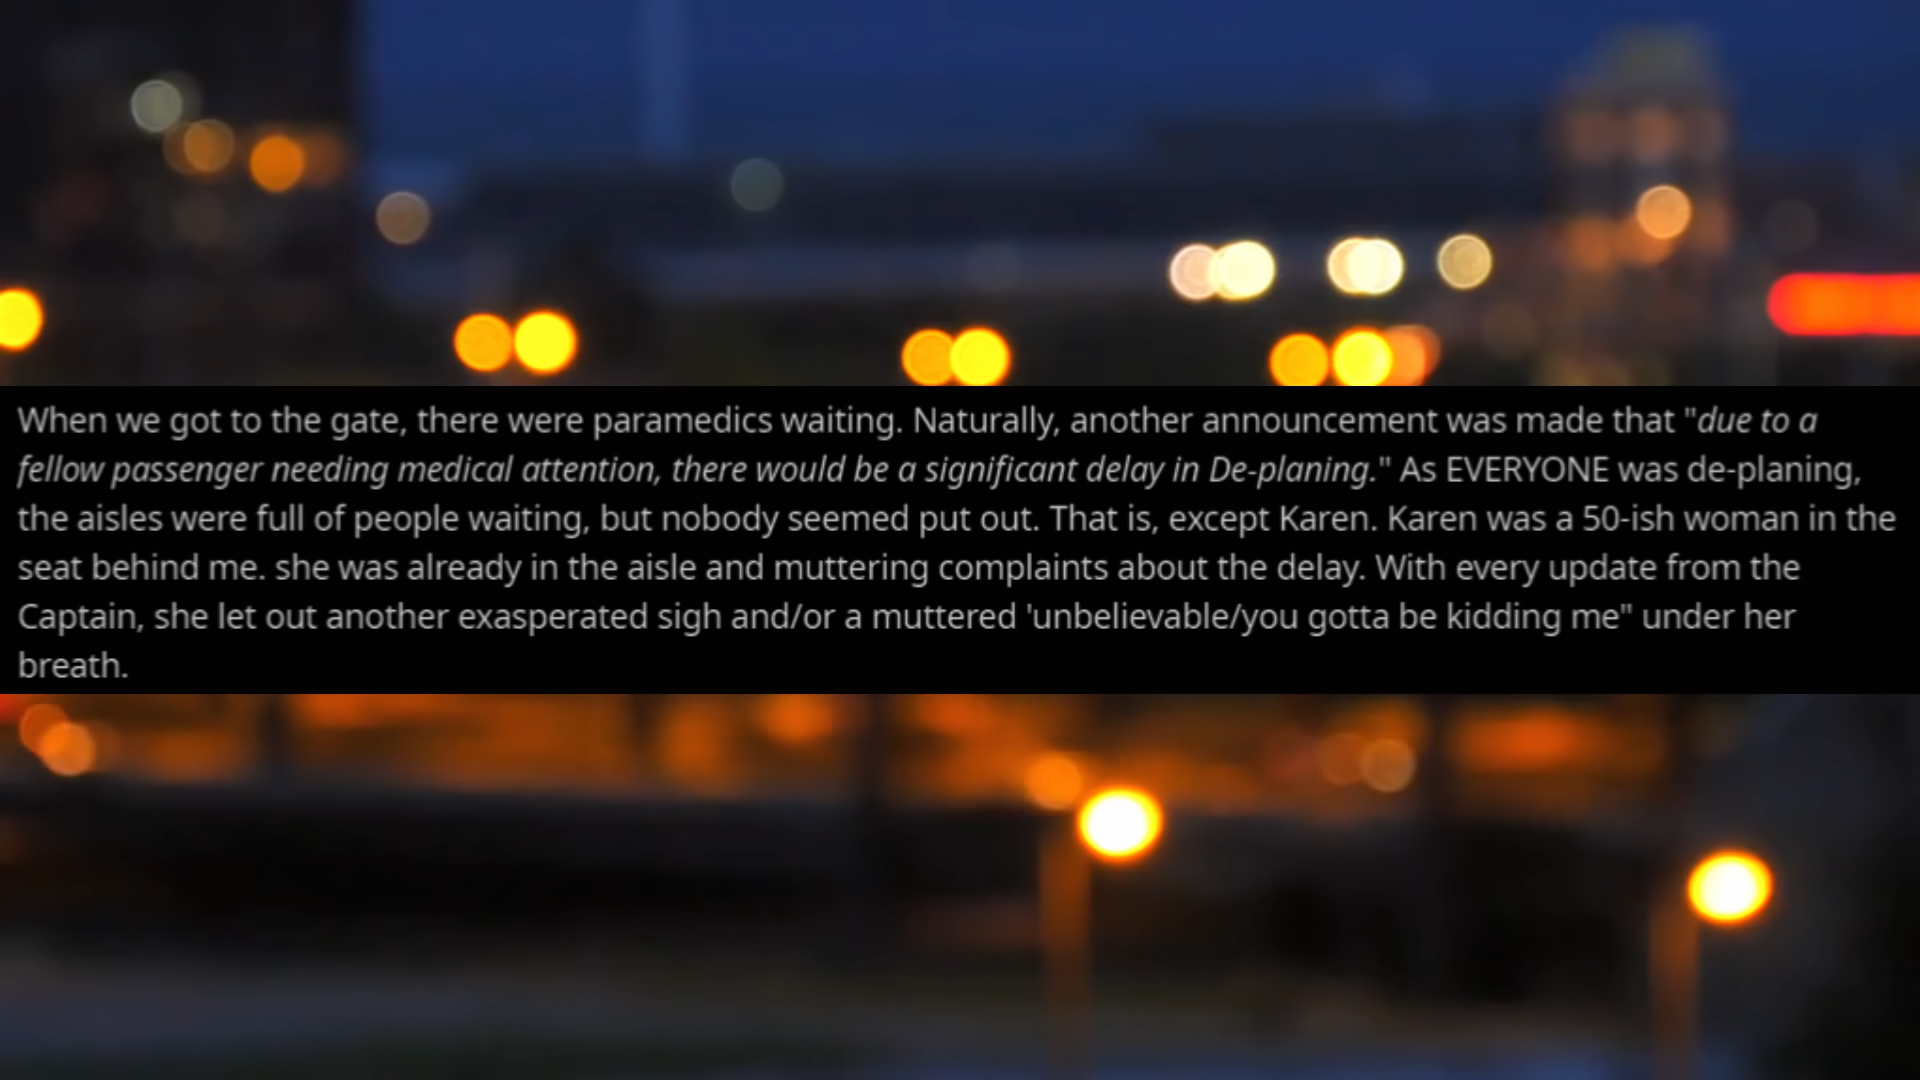 When we got to the gate, there were paramedics waiting. Naturally, another announcement was made that "due to a
fellow passenger needing medical attention, there would be a significant delay in De-planing." As EVERYONE was de-planing,
the aisles were full of people waiting, but nobody seemed put out. That is, except Karen. Karen was a 50-ish woman in the
seat behind me. she was already in the aisle and muttering complaints about the delay. With every update from the
Captain, she let out another exasperated sigh and/or a muttered 'unbelievable/you gotta be kidding me" under her
breath.